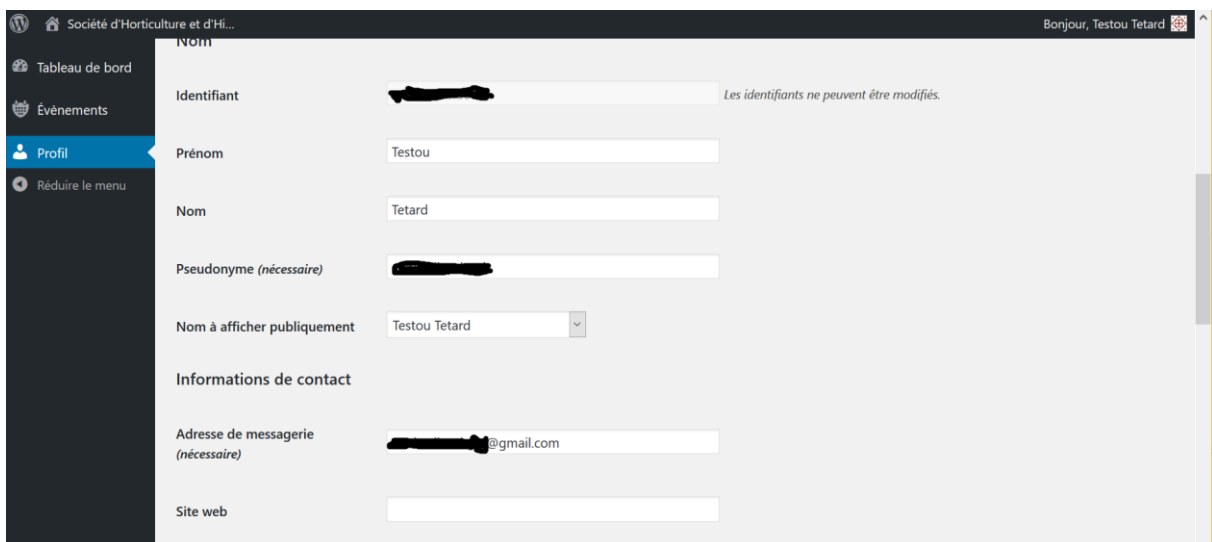 Société d'Horticulture et d'Hi... Bonjour, Testou Tetard
Nom
Tableau de bord
Évènements
Profil
Réduire le menu
Identifiant Les identifiants ne peuvent être modifiés.
Prénom Testou
Nom Tetard
Pseudonyme (nécessaire)
Nom à afficher publiquement Testou Tetard
Informations de contact
Adresse de messagerie
(nécessaire) @gmail.com
Site web